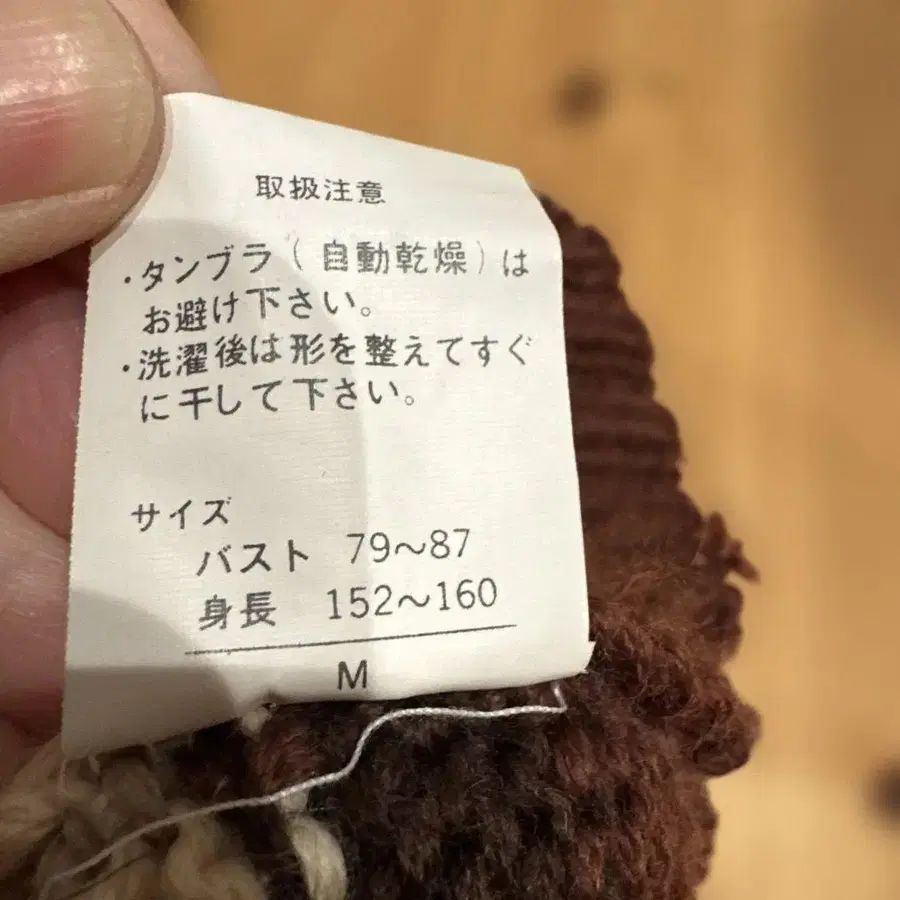 取扱注意
・タンブラ(自動乾燥)は
お避け下さい。
・洗濯後は形を整えてすぐ
に干して下さい。
サイズ
バスト 79~87
身長 152~160
M